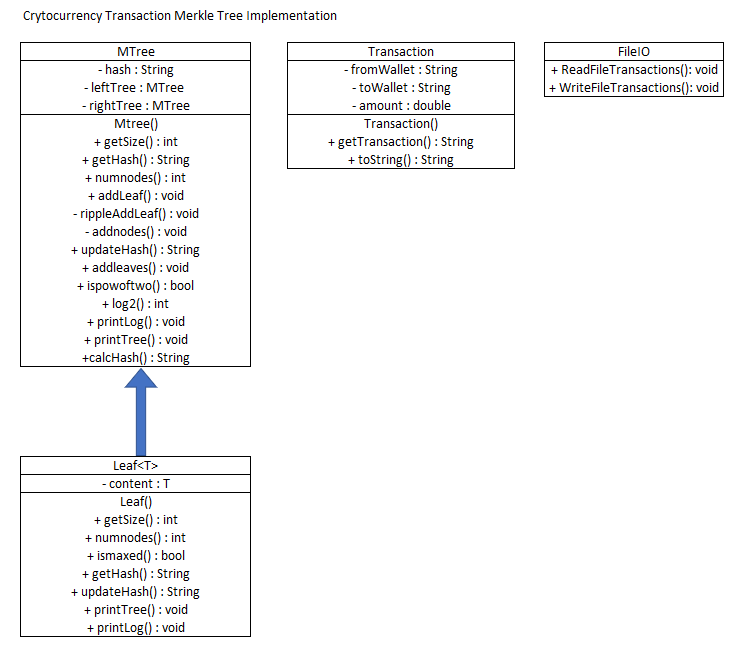 Crytocurrency Transaction Merkle Tree Implementation
MTree
- hash : String
- leftTree : MTree
- rightTree : MTree
Mtree()
+ getSize() : int
+ getHash() : String
+ numnodes() : int
+ addLeaf() : void
- rippleAddLeaf() : void
- addnodes() : void
+ updateHash() : String
+ addleaves() : void
+ ispowoftwo() : bool
+ log2() : int
+ printLog() : void
+ printTree() : void
+calcHash() : String
Transaction
- fromWallet : String
- toWallet : String
- amount : double
Transaction()
+ getTransaction() : String
+ toString() : String
FileIO
+ ReadFileTransactions(): void
+ WriteFileTransactions(): void
Leaf<T>
- content : T
Leaf()
+ getSize() : int
+ numnodes() : int
+ ismaxed() : bool
+ getHash() : String
+ updateHash() : String
+ printTree() : void
+ printLog() : void